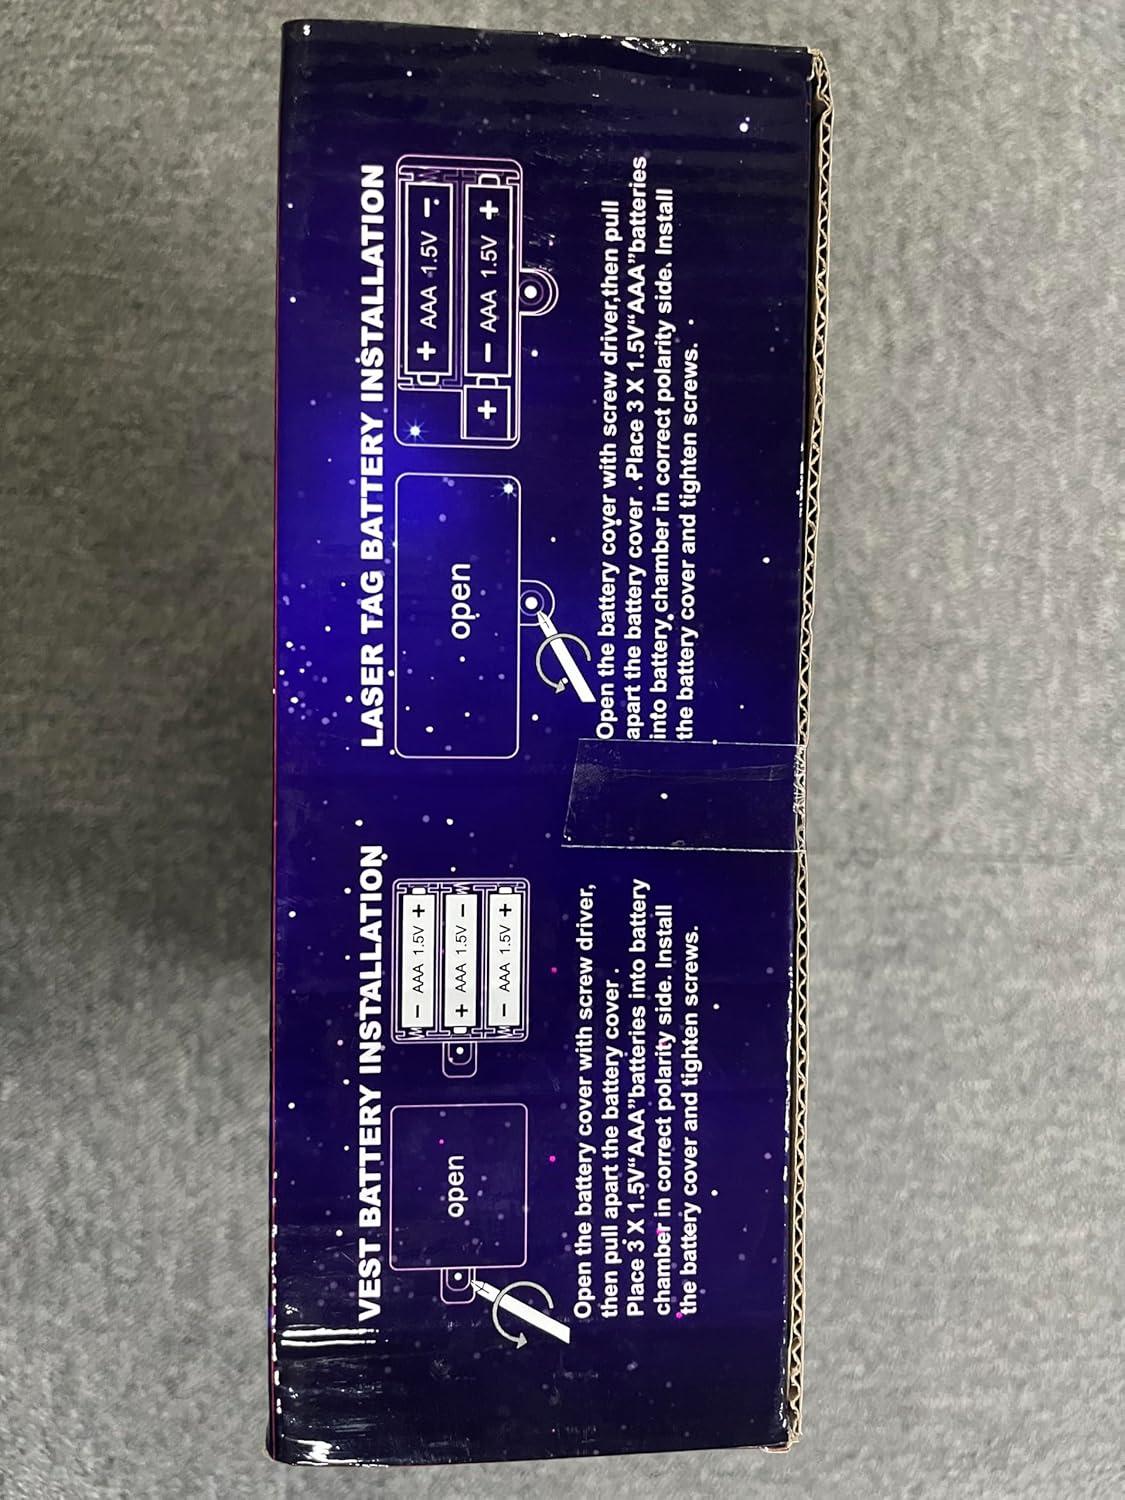 VEST BATTERY INSTALLATION
open
- AAA 1.5V +
+ AAA 1.5V -
- AAA 1.5V +
Open the battery cover with screw driver,
then pull apart the battery cover .
Place 3 X 1.5V“AAA”batteries into battery
chamber in correct polarity side. Install
the battery cover and tighten screws.
LASER TAG BATTERY INSTALLATION
open
+ AAA 1.5V -
- AAA 1.5V +
+
Open the battery cover with screw driver,then pull
apart the battery cover . Place 3 X 1.5V“AAA”batteries
into battery chamber in correct polarity side. Install
the battery cover and tighten screws. .